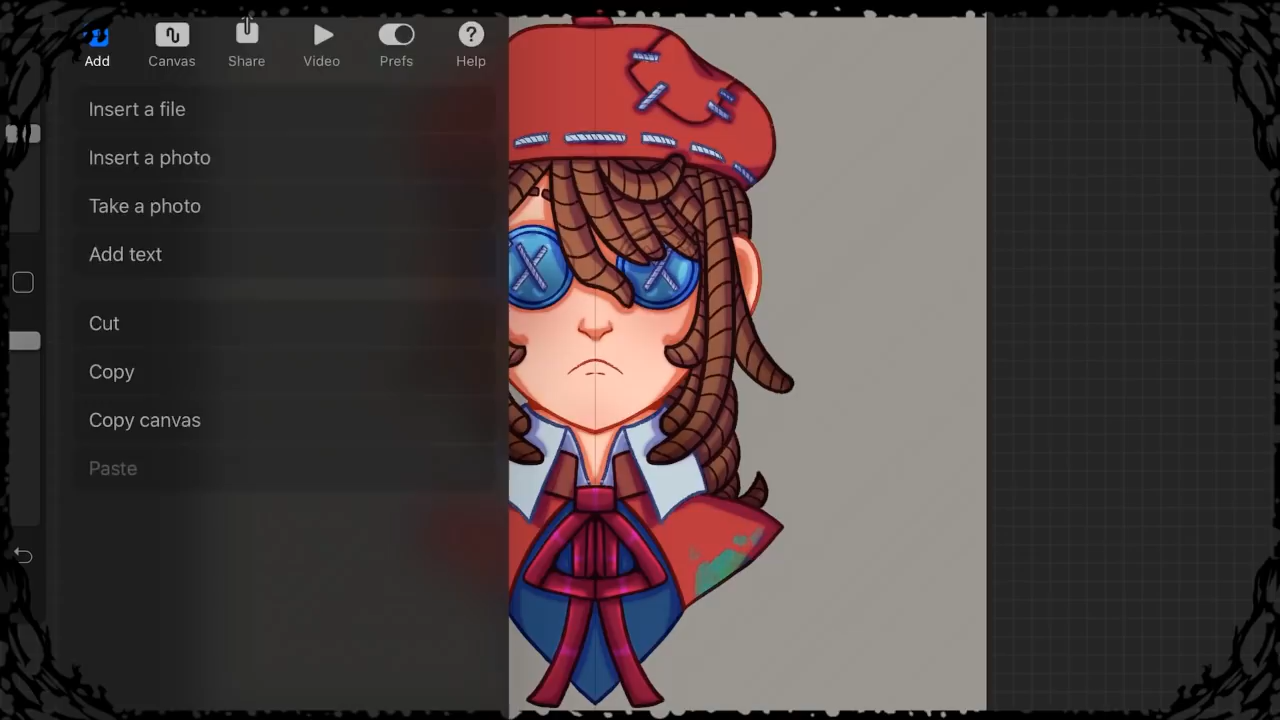 Add
Canvas
Share
Video
Prefs
Help
Insert a file
Insert a photo
Take a photo
Add text
Cut
Copy
Copy canvas
Paste